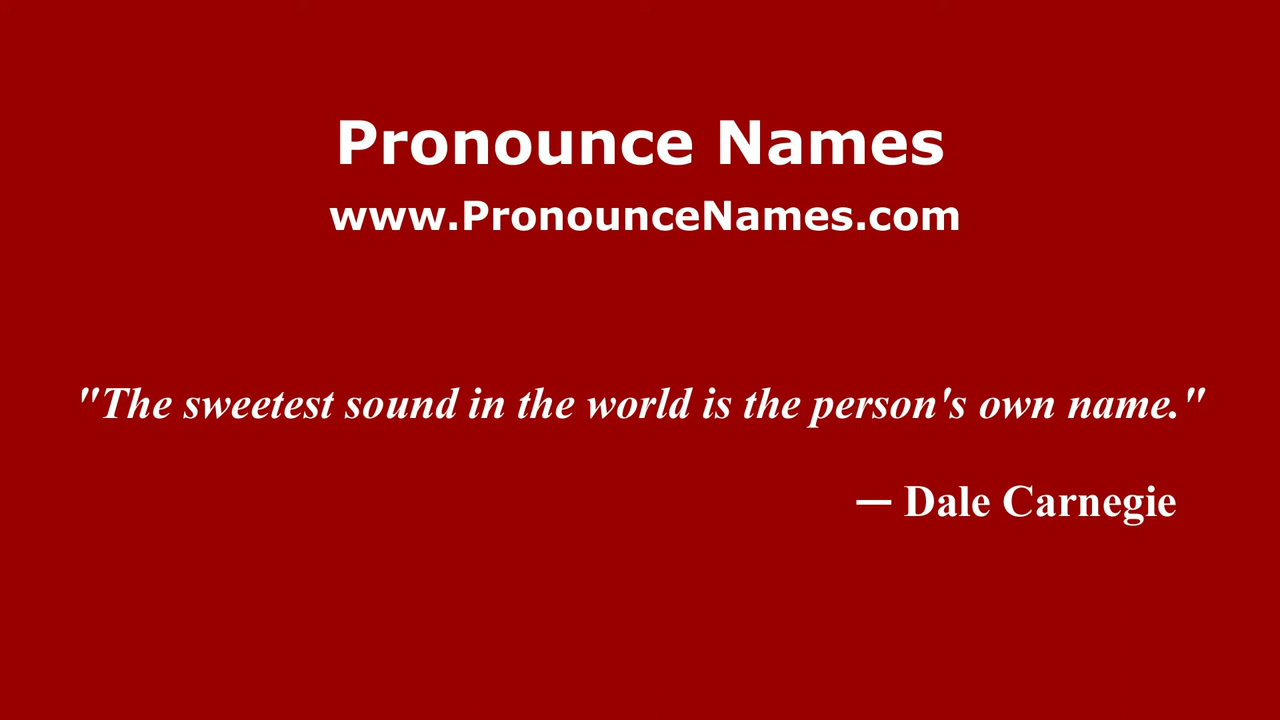 Pronounce Names
www.PronounceNames.com
"The sweetest sound in the world is the person's own name."
— Dale Carnegie